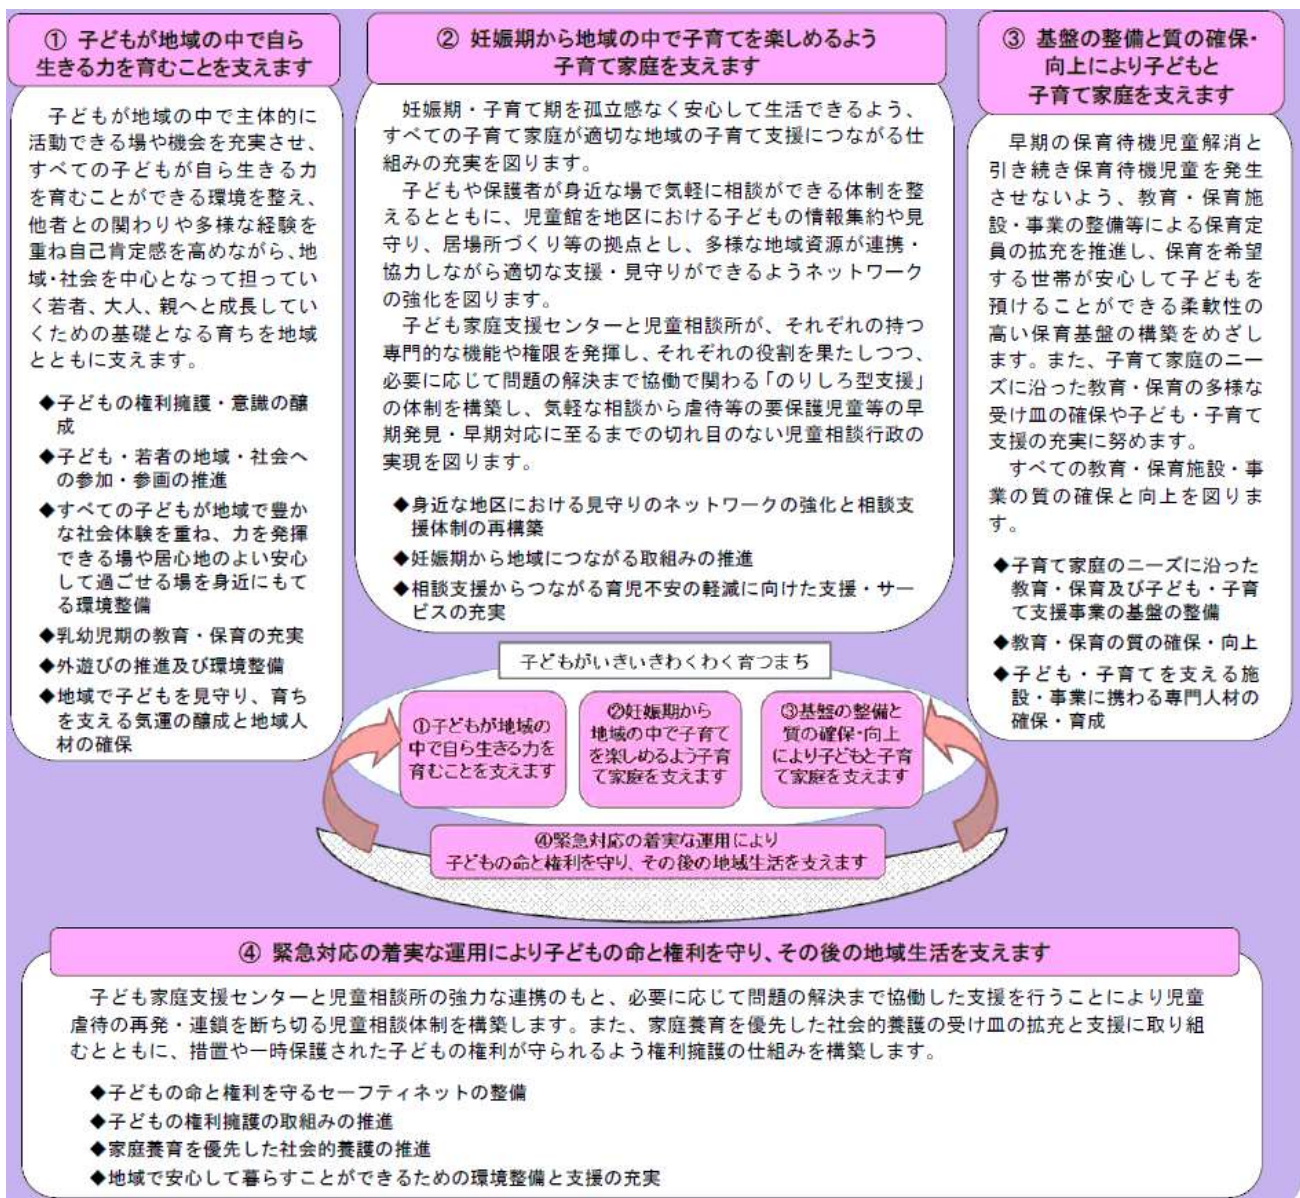 ① 子どもが地域の中で自ら
生きる力を育むことを支えます
子どもが地域の中で主体的に
活動できる場や機会を充実させ、
すべての子どもが自ら生きる力
を育むことができる環境を整え、
他者との関わりや多様な経験を
重ね自己肯定感を高めながら、地
域・社会を中心となって担ってい
く若者、大人、親へと成長してい
くための基礎となる育ちを地域
とともに支えます。
◆子どもの権利擁護・意識の醸
成
◆子ども・若者の地域・社会へ
の参加・参画の推進
◆すべての子どもが地域で豊か
な社会体験を重ね、力を発揮
できる場や居心地のよい安心
して過ごせる場を身近にもて
る環境整備
◆乳幼児期の教育・保育の充実
◆外遊びの推進及び環境整備
◆地域で子どもを見守り、育ち
を支える気運の醸成と地域人
材の確保
② 妊娠期から地域の中で子育てを楽しめるよう
子育て家庭を支えます
妊娠期・子育て期を孤立感なく安心して生活できるよう、
すべての子育て家庭が適切な地域の子育て支援につながる仕
組みの充実を図ります。
子どもや保護者が身近な場で気軽に相談ができる体制を整
えるとともに、児童館を地区における子どもの情報集約や見
守り、居場所づくり等の拠点とし、多様な地域資源が連携・
協力しながら適切な支援・見守りができるようネットワーク
の強化を図ります。
子ども家庭支援センターと児童相談所が、それぞれの持つ
専門的な機能や権限を発揮し、それぞれの役割を果たしつつ、
必要に応じて問題の解決まで協働で関わる「のりしろ型支援」
の体制を構築し、気軽な相談から虐待等の要保護児童等の早
期発見・早期対応に至るまでの切れ目のない児童相談行政の
実現を図ります。
◆身近な地区における見守りのネットワークの強化と相談支
援体制の再構築
◆妊娠期から地域につながる取組みの推進
◆相談支援からつながる育児不安の軽減に向けた支援・サー
ビスの充実
③ 基盤の整備と質の確保・
向上により子どもと
子育て家庭を支えます
早期の保育待機児童解消と
引き続き保育待機児童を発生
させないよう、教育・保育施
設・事業の整備等による保育定
員の拡充を推進し、保育を希望
する世帯が安心して子どもを
預けることができる柔軟性の
高い保育基盤の構築をめざし
ます。また、子育て家庭のニー
ズに沿った教育・保育の多様な
受け皿の確保や子ども・子育て
支援の充実に努めます。
すべての教育・保育施設・事
業の質の確保と向上を図りま
す。
◆子育て家庭のニーズに沿った
教育・保育及び子ども・子育
て支援事業の基盤の整備
◆教育・保育の質の確保・向上
◆子ども・子育てを支える施
設・事業に携わる専門人材の
確保・育成
子どもがいきいきわくわく育つまち
①子どもが地域の
中で自ら生きる力を
育むことを支えます
②妊娠期から
地域の中で子育て
を楽しめるよう子育
て家庭を支えます
③基盤の整備と
質の確保・向上
により子どもと子育
て家庭を支えます
④緊急対応の着実な運用により
子どもの命と権利を守り、その後の地域生活を支えます
④ 緊急対応の着実な運用により子どもの命と権利を守り、その後の地域生活を支えます
子ども家庭支援センターと児童相談所の強力な連携のもと、必要に応じて問題の解決まで協働した支援を行うことにより児童
虐待の再発・連鎖を断ち切る児童相談体制を構築します。また、家庭養育を優先した社会的養護の受け皿の拡充と支援に取り組
むとともに、措置や一時保護された子どもの権利が守られるよう権利擁護の仕組みを構築します。
◆子どもの命と権利を守るセーフティネットの整備
◆子どもの権利擁護の取組みの推進
◆家庭養育を優先した社会的養護の推進
◆地域で安心して暮らすことができるための環境整備と支援の充実